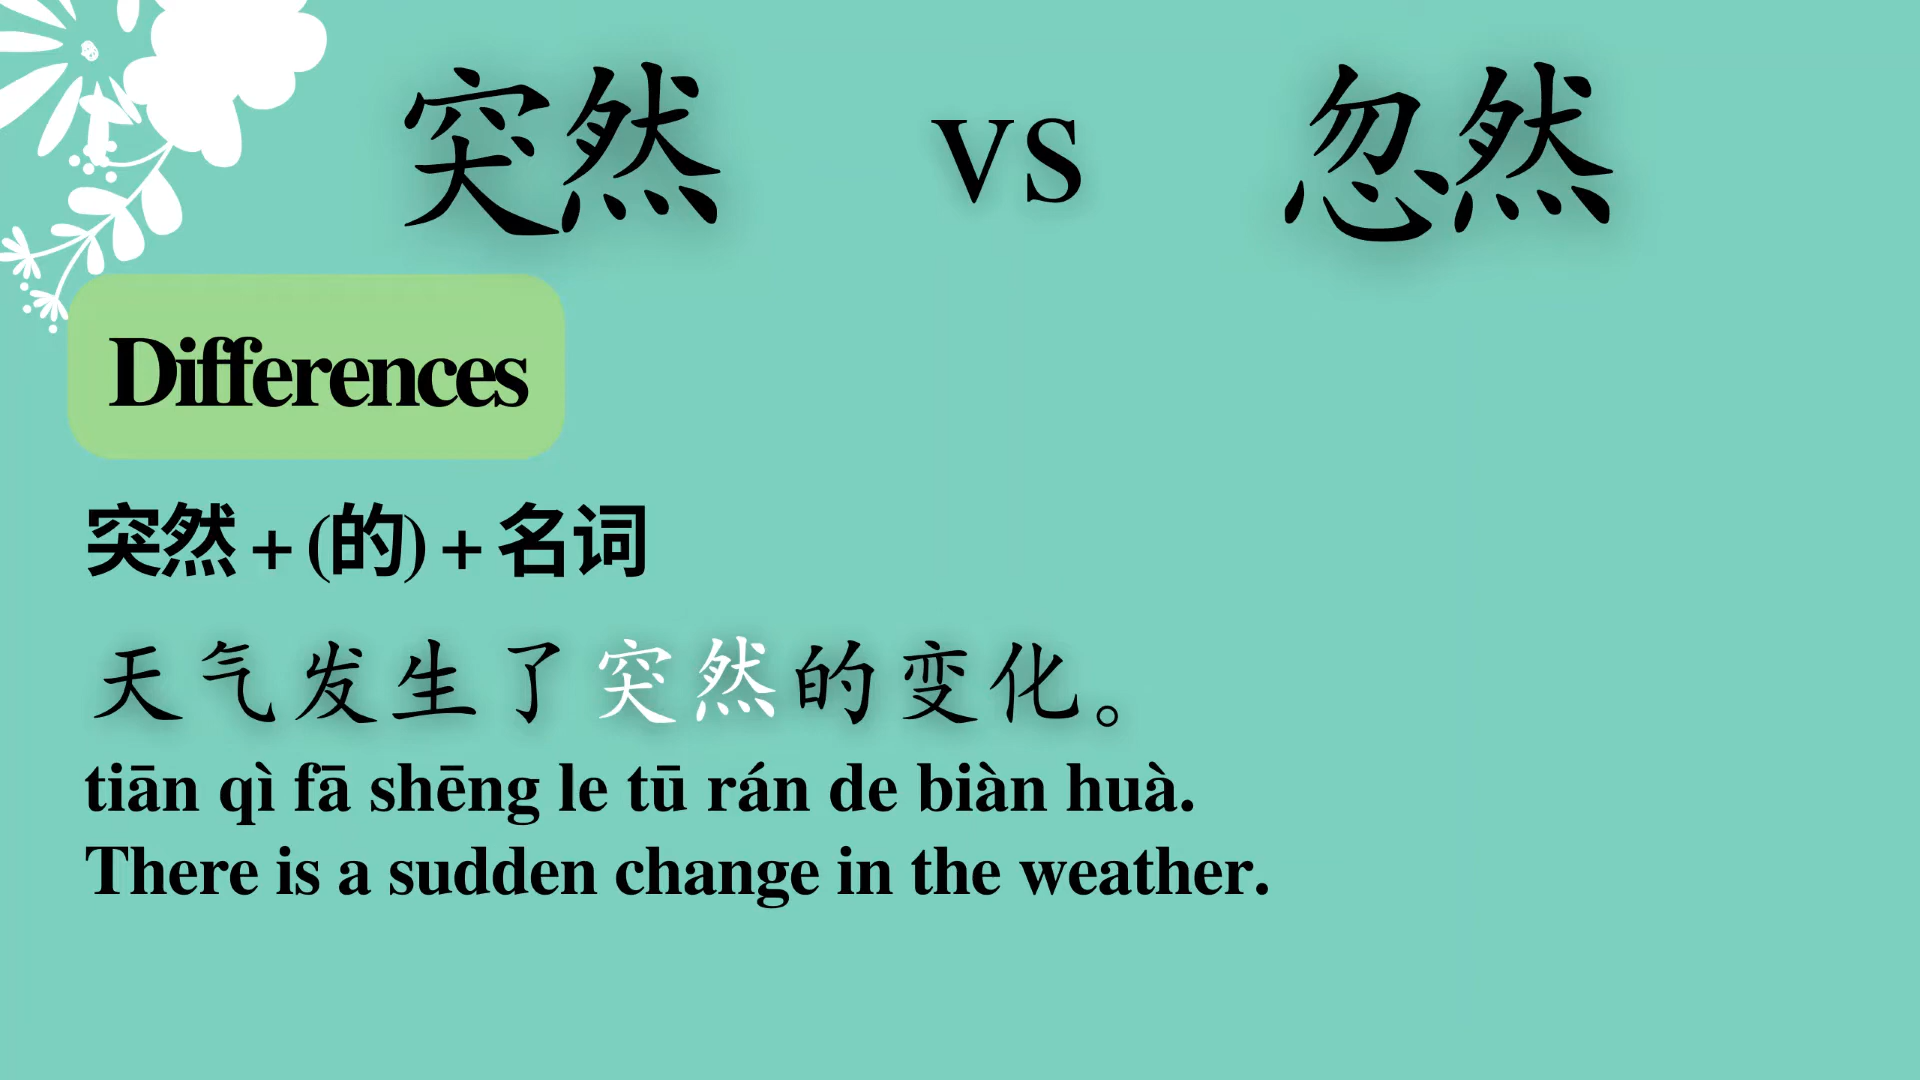 突然 VS 忽然
Differences
突然 + (的) + 名词
天气发生了突然的变化。
tiān qì fā shēng le tū rán de biàn huà.
There is a sudden change in the weather.